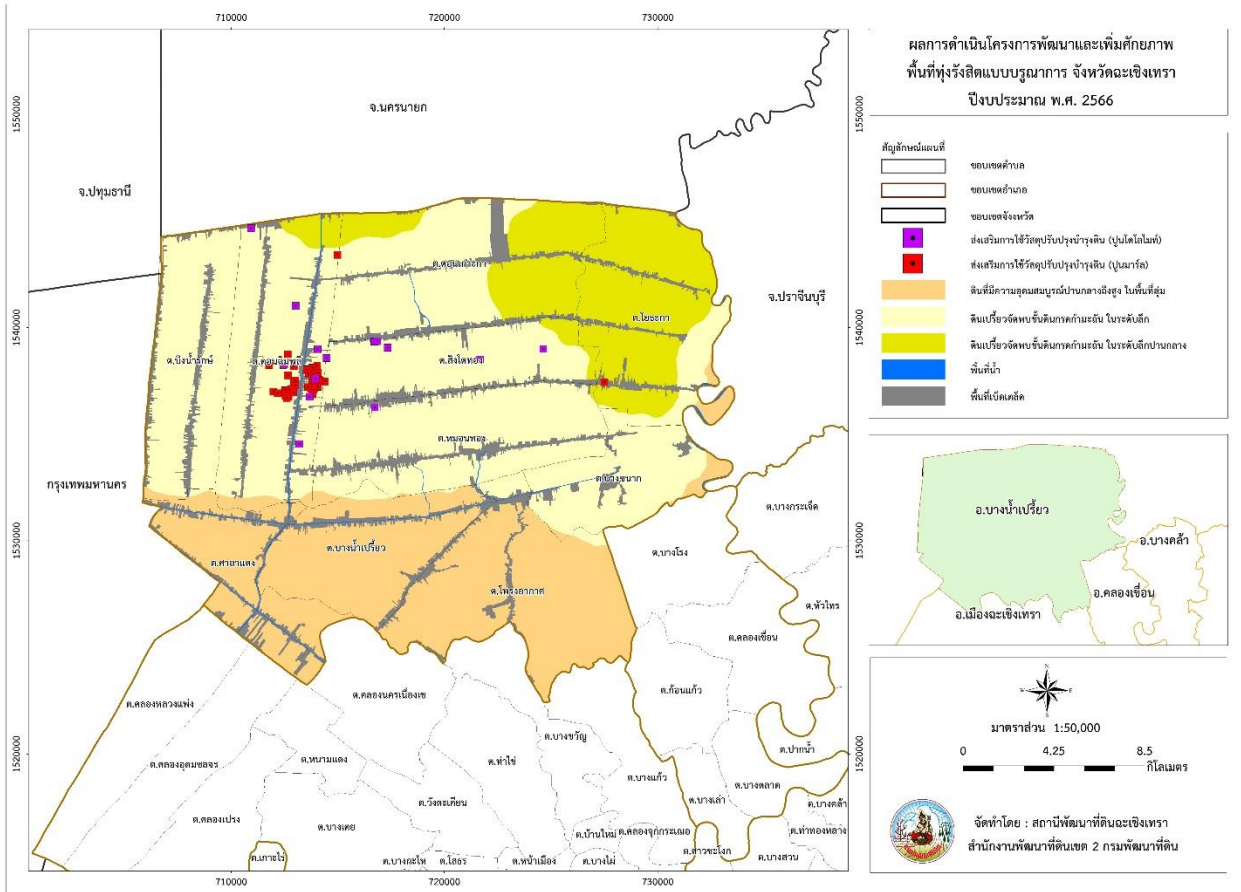 710000
720000
730000
1550000
1550000
1540000
1540000
1530000
1530000
1520000
1520000
710000
720000
730000
จ.นครนายก
จ.ปทุมธานี
จ.ปราจีนบุรี
กรุงเทพมหานคร
ต.ดอนเกาะกา
ต.โยธะกา
ต.บึงน้ำรักษ์
ต.ดอนฉิมพลี
ต.สิงโตทอง
ต.หมอนทอง
ต.บางขนาก
ต.บางน้ำเปรี้ยว
ต.ศาลาแดง
ต.โพรงอากาศ
ต.บางกระเจ็ด
ต.บางโรง
ต.หัวไทร
ต.คลองเขื่อน
ต.ก้อนแก้ว
ต.คลองหลวงแพ่ง
ต.คลองนครเนื่องเขต
ต.บางขวัญ
ต.ปากน้ำ
ต.คลองอุดมชลจร
ต.หนามแดง
ต.ท่าไข่
ต.บางแก้ว
ต.บางตลาด
ต.บางเล่า
ต.วังตะเคียน
ต.บางคล้า
ต.คลองเปรง
ต.บางเตย
ต.บ้านใหม่
ต.คลองจุกกระเฌอ
ต.ท่าทองหลาง
ต.เกาะไร่
ต.บางกะไห
ต.โสธร
ต.หน้าเมือง
ต.บางไผ่
ต.สาวชะโงก
ต.บางสวน
ผลการดำเนินโครงการพัฒนาและเพิ่มศักยภาพ
พื้นที่ทุ่งรังสิตแบบบูรณาการ จังหวัดฉะเชิงเทรา
ปีงบประมาณ พ.ศ. 2566
สัญลักษณ์แผนที่
ขอบเขตตำบล
ขอบเขตอำเภอ
ขอบเขตจังหวัด
ส่งเสริมการใช้วัสดุปรับปรุงบำรุงดิน (ปูนโดโลไมท์)
ส่งเสริมการใช้วัสดุปรับปรุงบำรุงดิน (ปูนมาร์ล)
ดินที่มีความอุดมสมบูรณ์ปานกลางถึงสูง ในพื้นที่ลุ่ม
ดินเปรี้ยวจัดพบชั้นดินกรดกำมะถัน ในระดับลึก
ดินเปรี้ยวจัดพบชั้นดินกรดกำมะถัน ในระดับลึกปานกลาง
พื้นที่น้ำ
พื้นที่เบ็ดเตล็ด
อ.บางน้ำเปรี้ยว
อ.บางคล้า
อ.คลองเขื่อน
อ.เมืองฉะเชิงเทรา
N
W E
S
มาตราส่วน 1:50,000
0 4.25 8.5
กิโลเมตร
จัดทำโดย : สถานีพัฒนาที่ดินฉะเชิงเทรา
สำนักงานพัฒนาที่ดินเขต 2 กรมพัฒนาที่ดิน